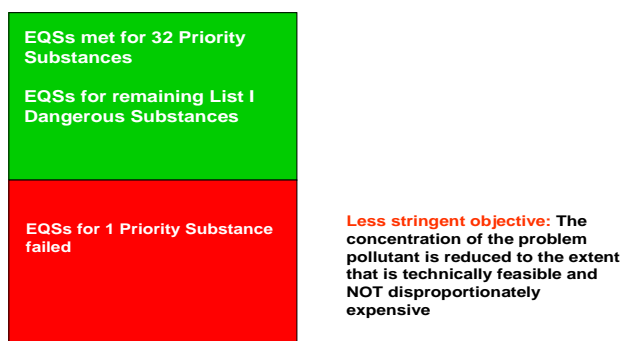 EQSs met for 32 Priority
Substances
EQSs for remaining List I
Dangerous Substances
EQSs for 1 Priority Substance
failed
Less stringent objective: The
concentration of the problem
pollutant is reduced to the extent
that is technically feasible and
NOT disproportionately
expensive